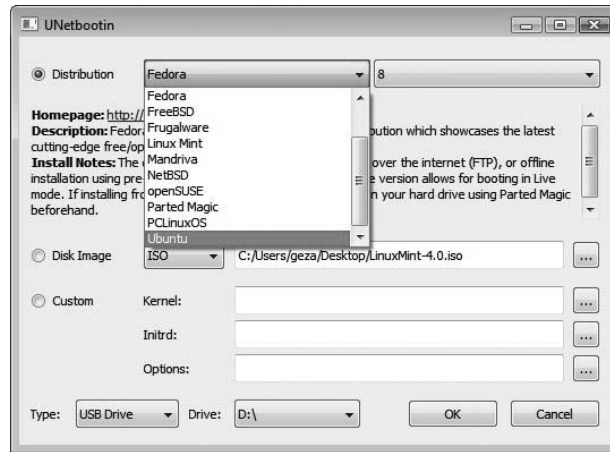 UNetbootin
Distribution Fedora 8
Fedora
FreeBSD
Frugalware
Linux Mint
Mandriva
NetBSD
openSUSE
Parted Magic
PCLinuxOS
Ubuntu
Homepage: http://
Description: Fedor bution which showcases the latest
cutting-edge free/op
Install Notes: The over the internet (FTP), or offline
installation using pre e version allows for booting in Live
mode. If installing fro n your hard drive using Parted Magic
beforehand.
Disk Image ISO C:/Users/geza/Desktop/LinuxMint-4.0.iso ...
Custom Kernel: ...
Initrd: ...
Options: ...
Type: USB Drive Drive: D:\ OK Cancel